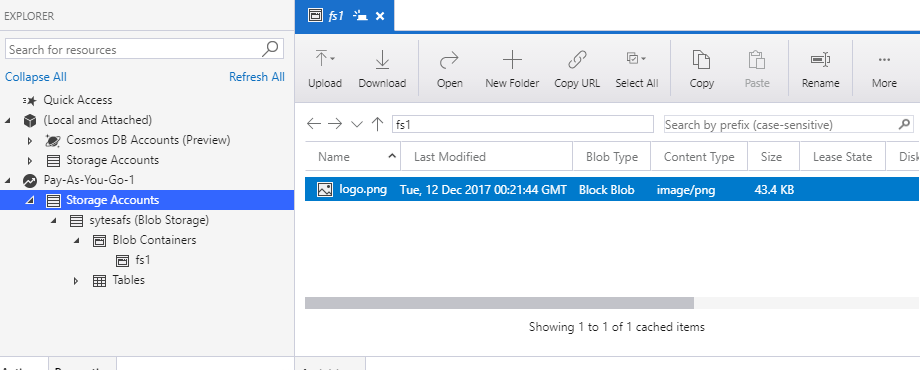 EXPLORER
Search for resources
Collapse All Refresh All
Quick Access
(Local and Attached)
Cosmos DB Accounts (Preview)
Storage Accounts
Pay-As-You-Go-1
Storage Accounts
sytesafs (Blob Storage)
Blob Containers
fs1
Tables
fs1
Upload Download Open New Folder Copy URL Select All Copy Paste Rename More
fs1 Search by prefix (case-sensitive)
Name Last Modified Blob Type Content Type Size Lease State Disk
logo.png Tue, 12 Dec 2017 00:21:44 GMT Block Blob image/png 43.4 KB
Showing 1 to 1 of 1 cached items